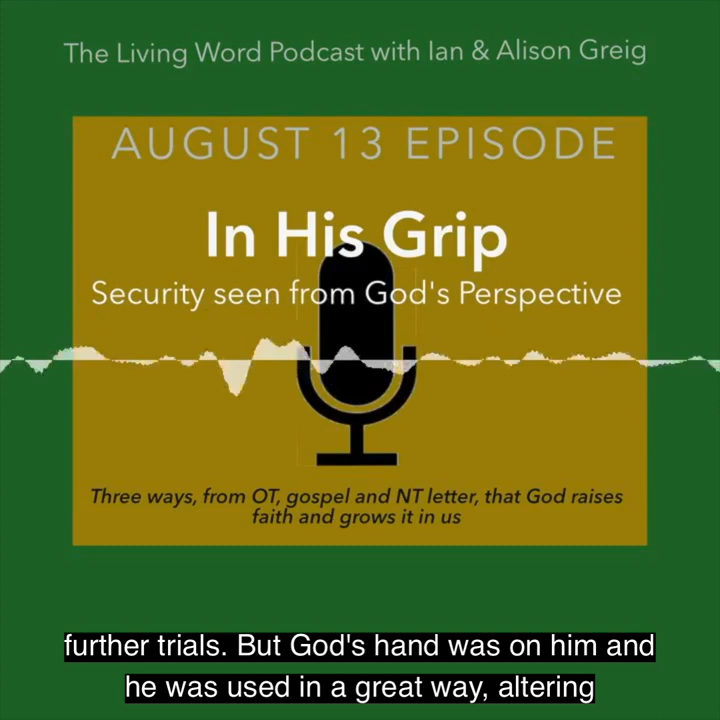 The Living Word Podcast with Ian & Alison Greig
AUGUST 13 EPISODE
In His Grip
Security seen from God's Perspective
Three ways, from OT, gospel and NT letter, that God raises
faith and grows it in us
further trials. But God's hand was on him and
he was used in a great way, altering